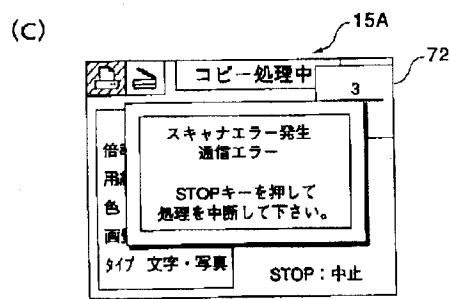 (C)
15A
72
コピー処理中
3
スキャナエラー発生
通信エラー
STOPキーを押して
処理を中断して下さい。
倍
用
色
画
タイプ 文字・写真
STOP：中止